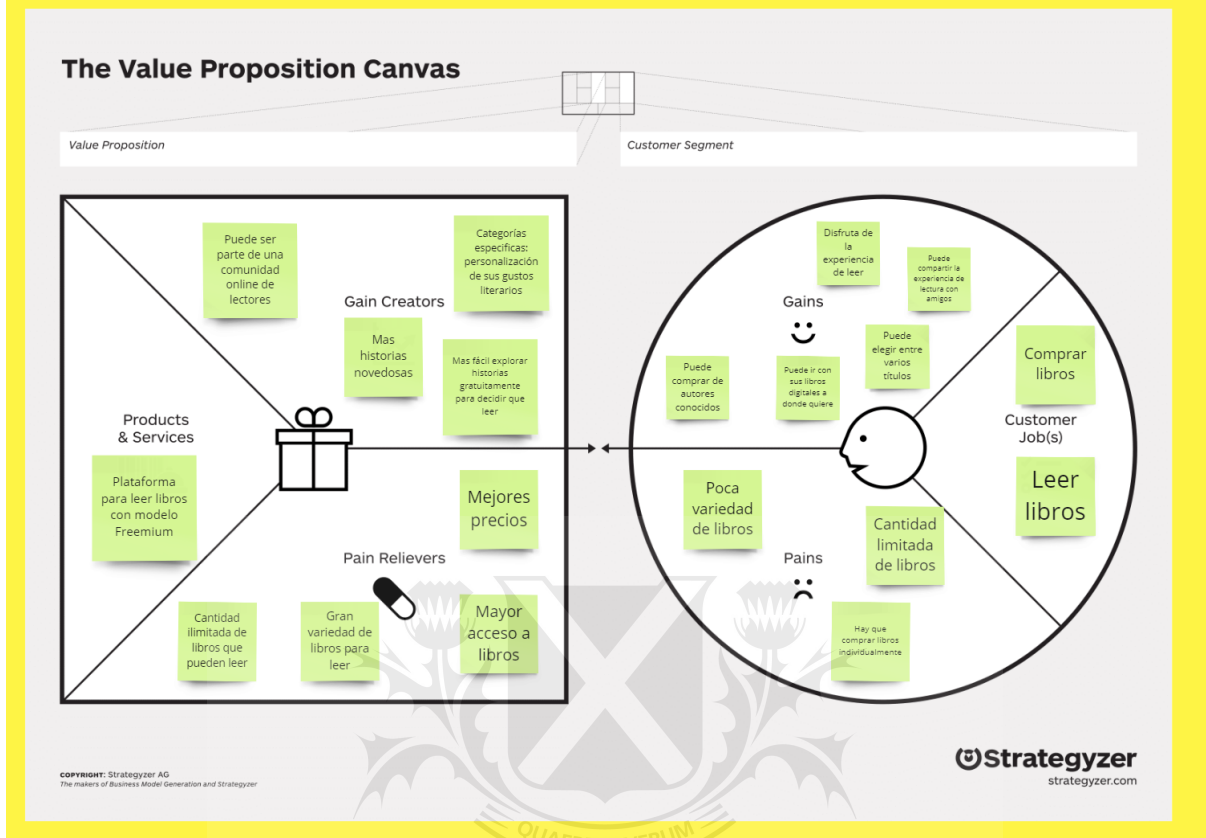 The Value Proposition Canvas
Value Proposition
Customer Segment
Puede ser
parte de una
comunidad
online de
lectores
Categorías
especificas:
personalización
de sus gustos
literarios
Gain Creators
Mas
historias
novedosas
Mas fácil explorar
historias
gratuitamente
para decidir que
leer
Products
& Services
Plataforma
para leer libros
con modelo
Freemium
Mejores
precios
Pain Relievers
Cantidad
ilimitada de
libros que
pueden leer
Gran
variedad de
libros para
leer
Mayor
acceso a
libros
Disfruta de
la
experiencia
de leer
Puede
compartir la
experiencia de
lectura con
amigos
Gains
Puede
comprar de
autores
conocidos
Puede ir con
sus libros
digitales a
donde quiere
Puede
elegir entre
varios
títulos
Comprar
libros
Customer
Job(s)
Leer
libros
Poca
variedad
de libros
Cantidad
limitada
de libros
Pains
Hay que
comprar libros
individualmente
COPYRIGHT: Strategyzer AG
The makers of Business Model Generation and Strategyzer
Strategyzer
strategyzer.com